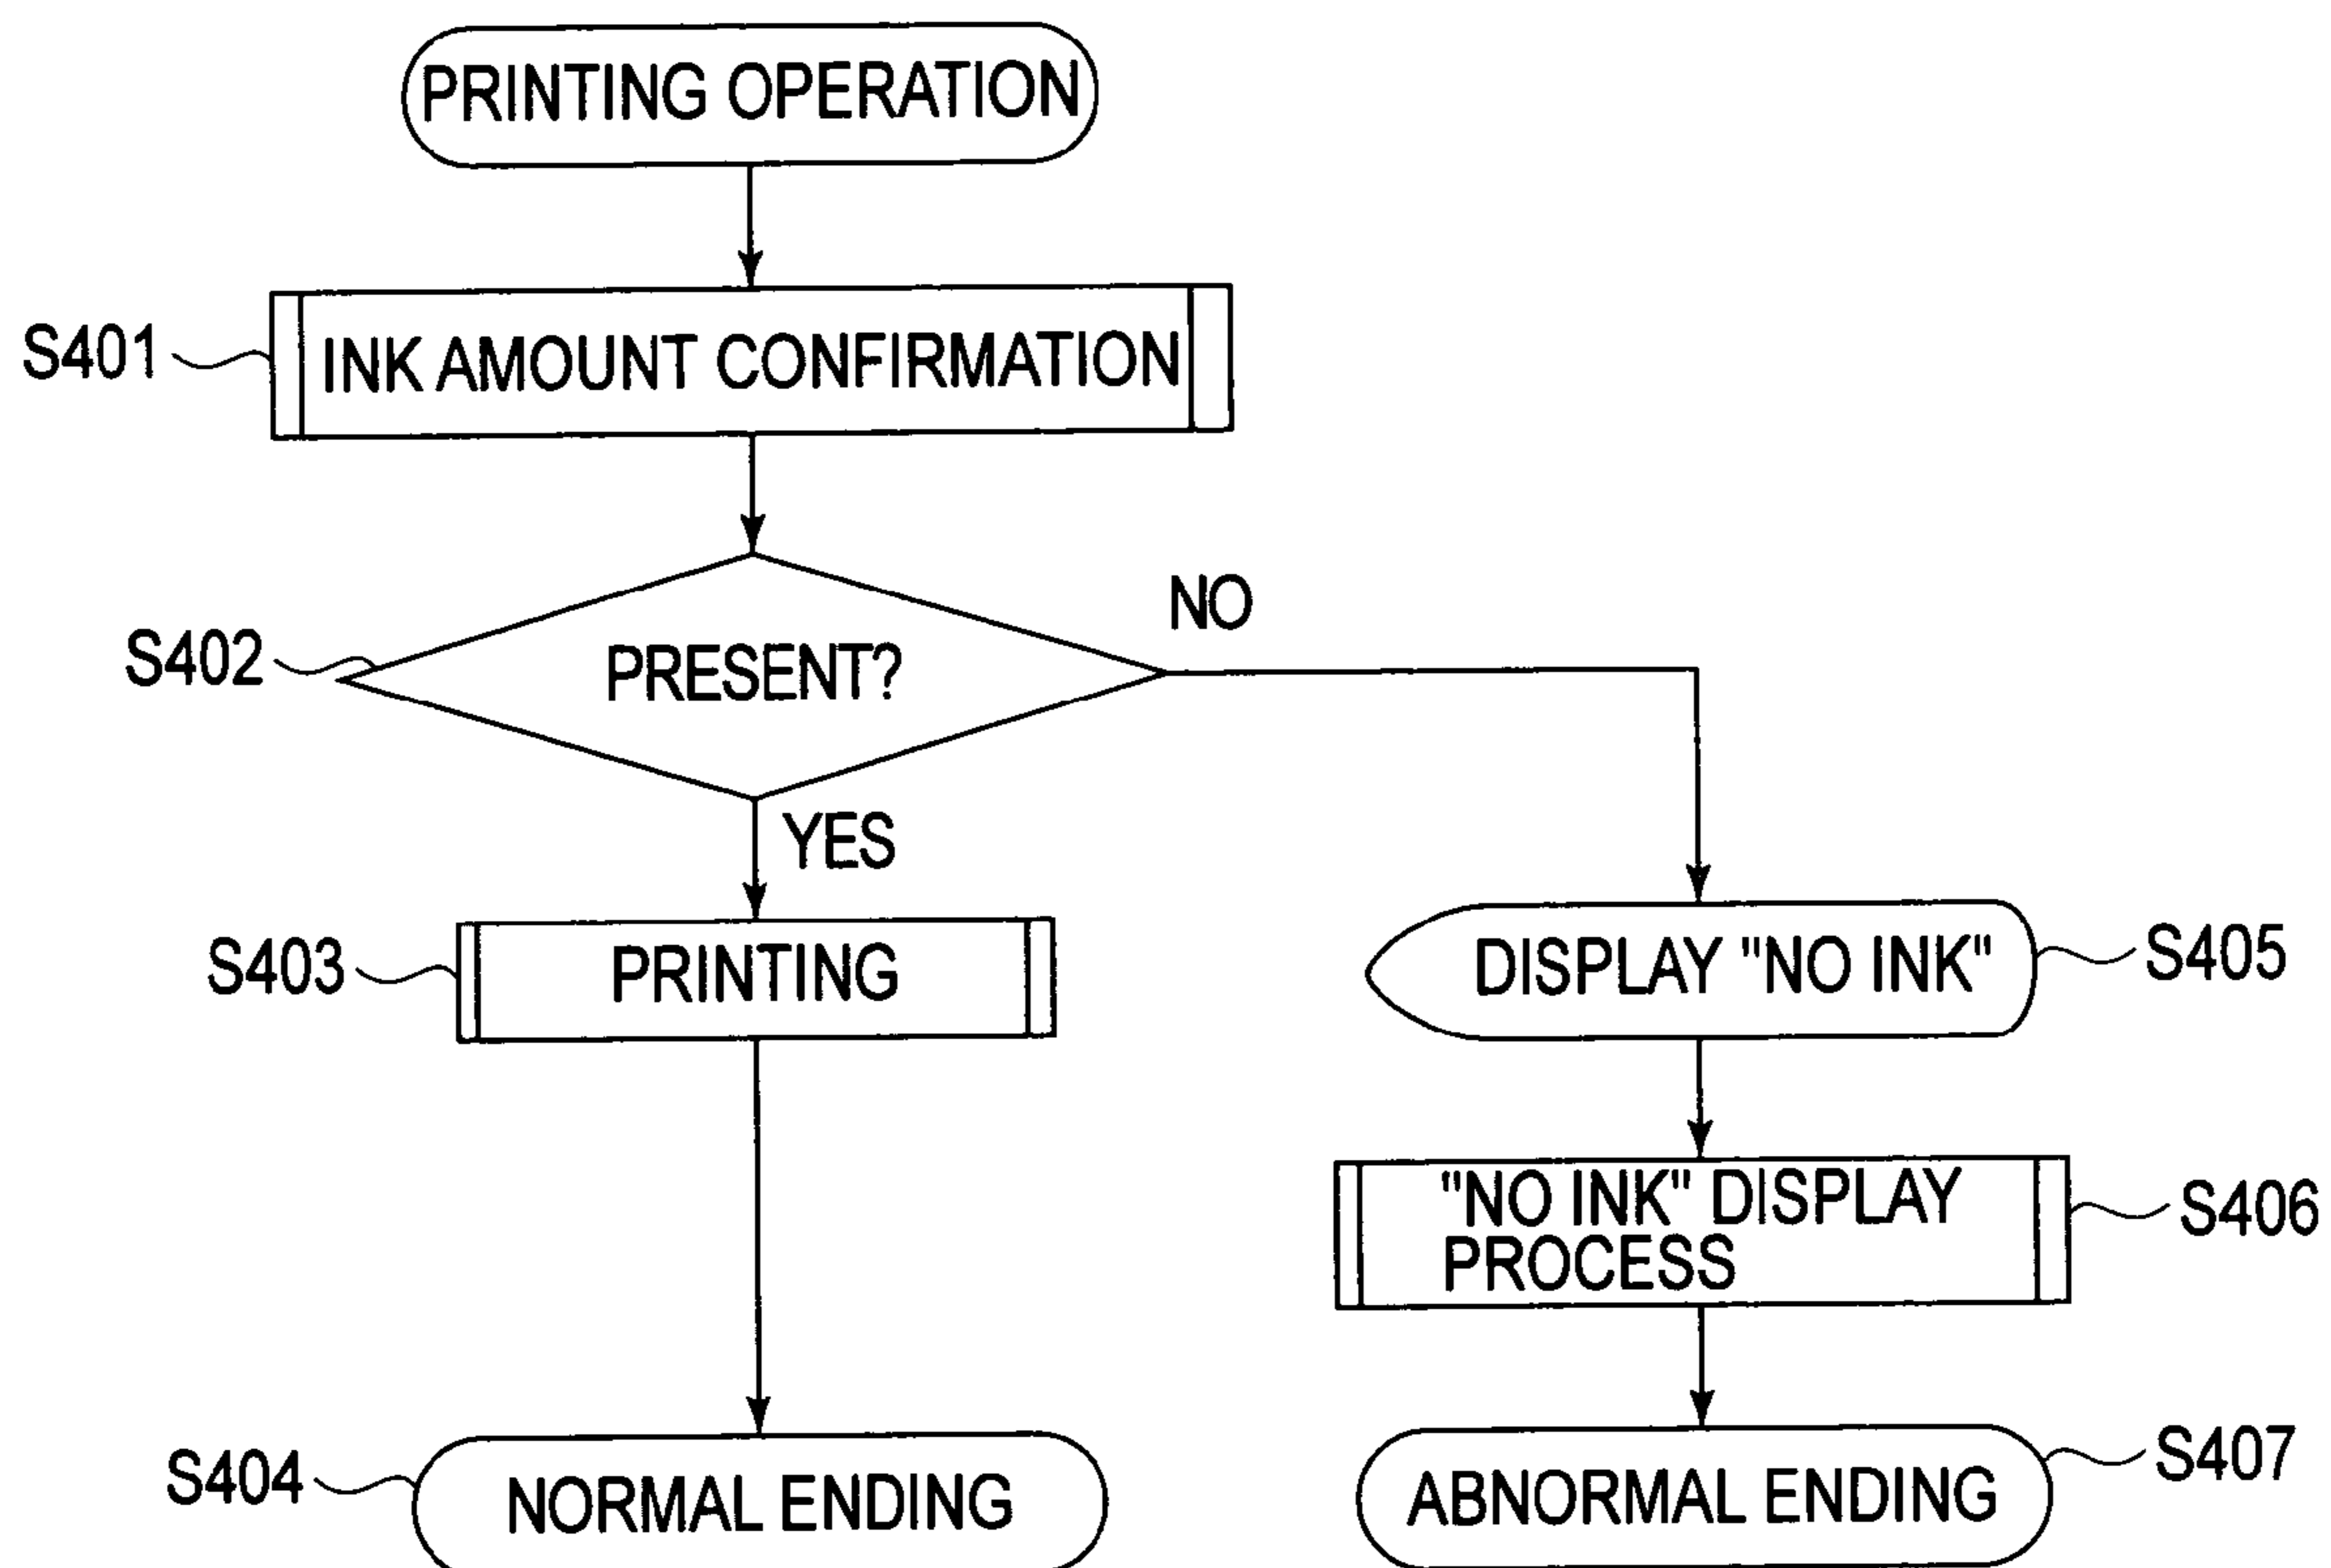 PRINTING OPERATION
S401
INK AMOUNT CONFIRMATION
S402
PRESENT?
NO
YES
S403
PRINTING
DISPLAY "NO INK"
S405
"NO INK" DISPLAY
PROCESS
S406
S404
NORMAL ENDING
ABNORMAL ENDING
S407